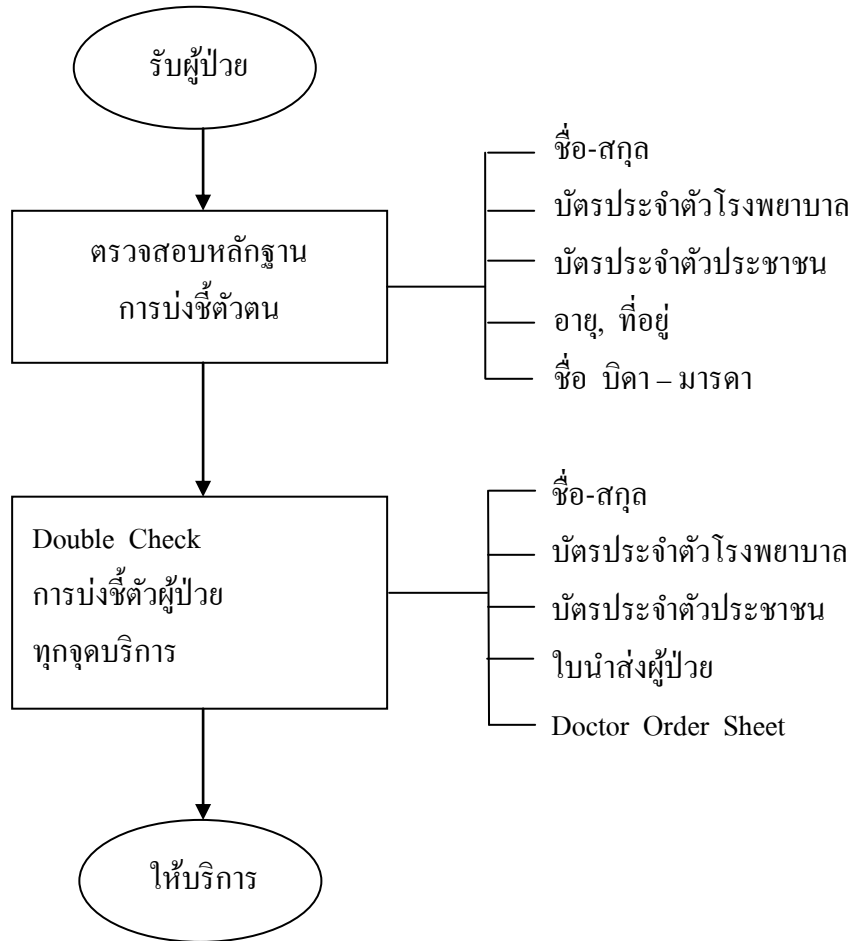 รับผู้ป่วย
ตรวจสอบหลักฐาน
การบ่งชี้ตัวตน
ชื่อ-สกุล
บัตรประจำตัวโรงพยาบาล
บัตรประจำตัวประชาชน
อายุ, ที่อยู่
ชื่อ บิดา – มารดา
Double Check
การบ่งชี้ตัวผู้ป่วย
ทุกจุดบริการ
ชื่อ-สกุล
บัตรประจำตัวโรงพยาบาล
บัตรประจำตัวประชาชน
ใบนำส่งผู้ป่วย
Doctor Order Sheet
ให้บริการ